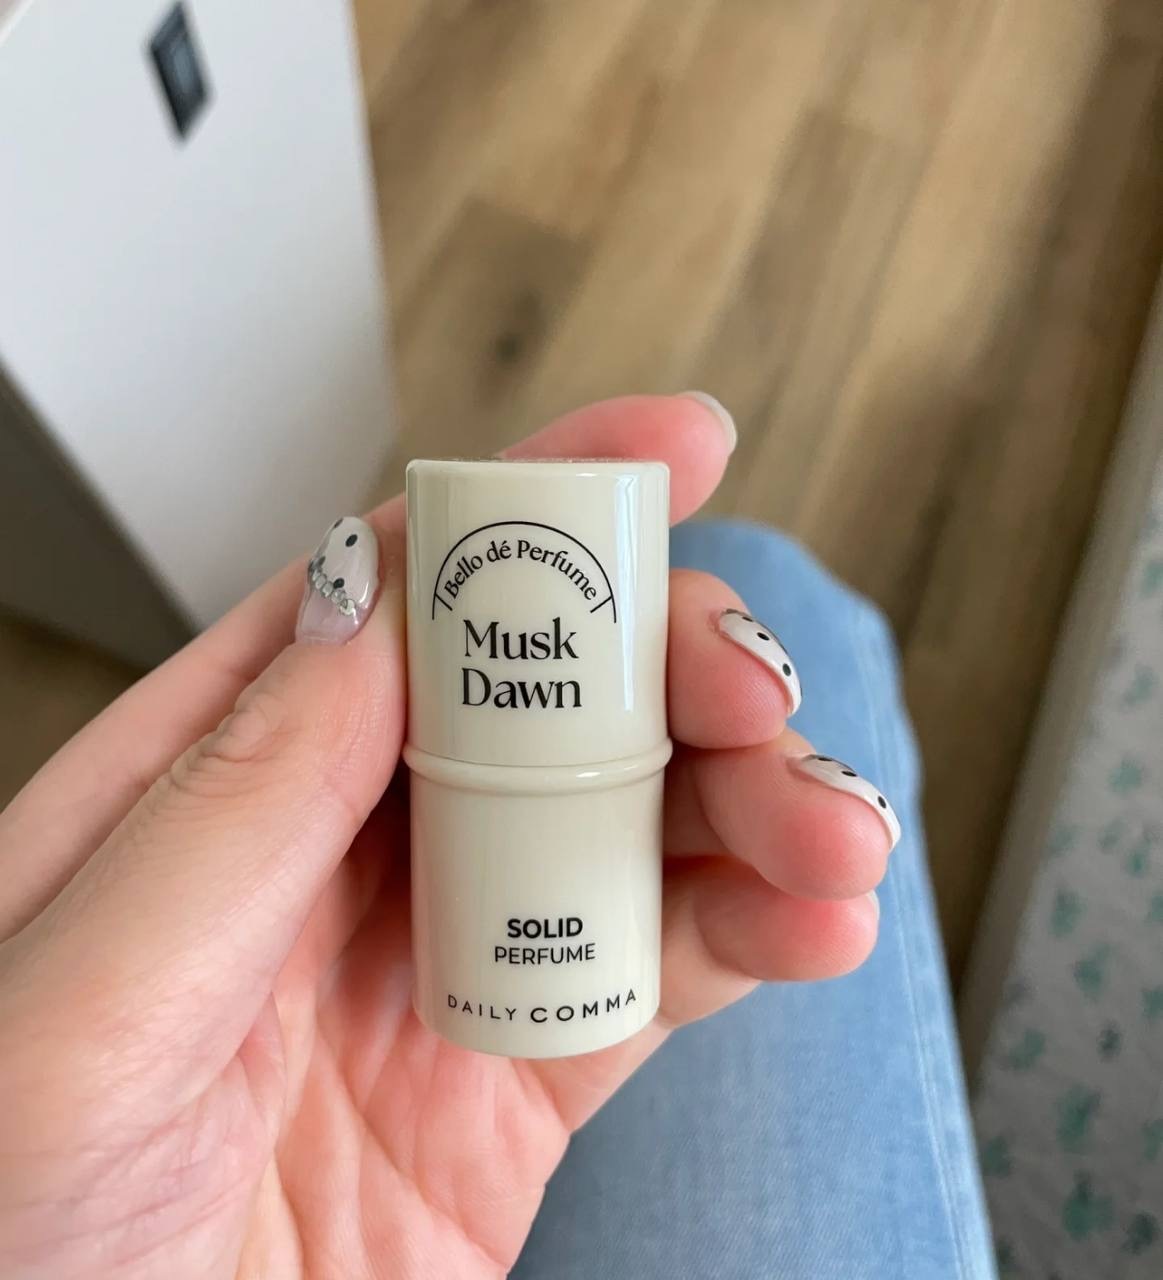 Bello dé Perfume
Musk
Dawn
SOLID
PERFUME
DAILY COMMA